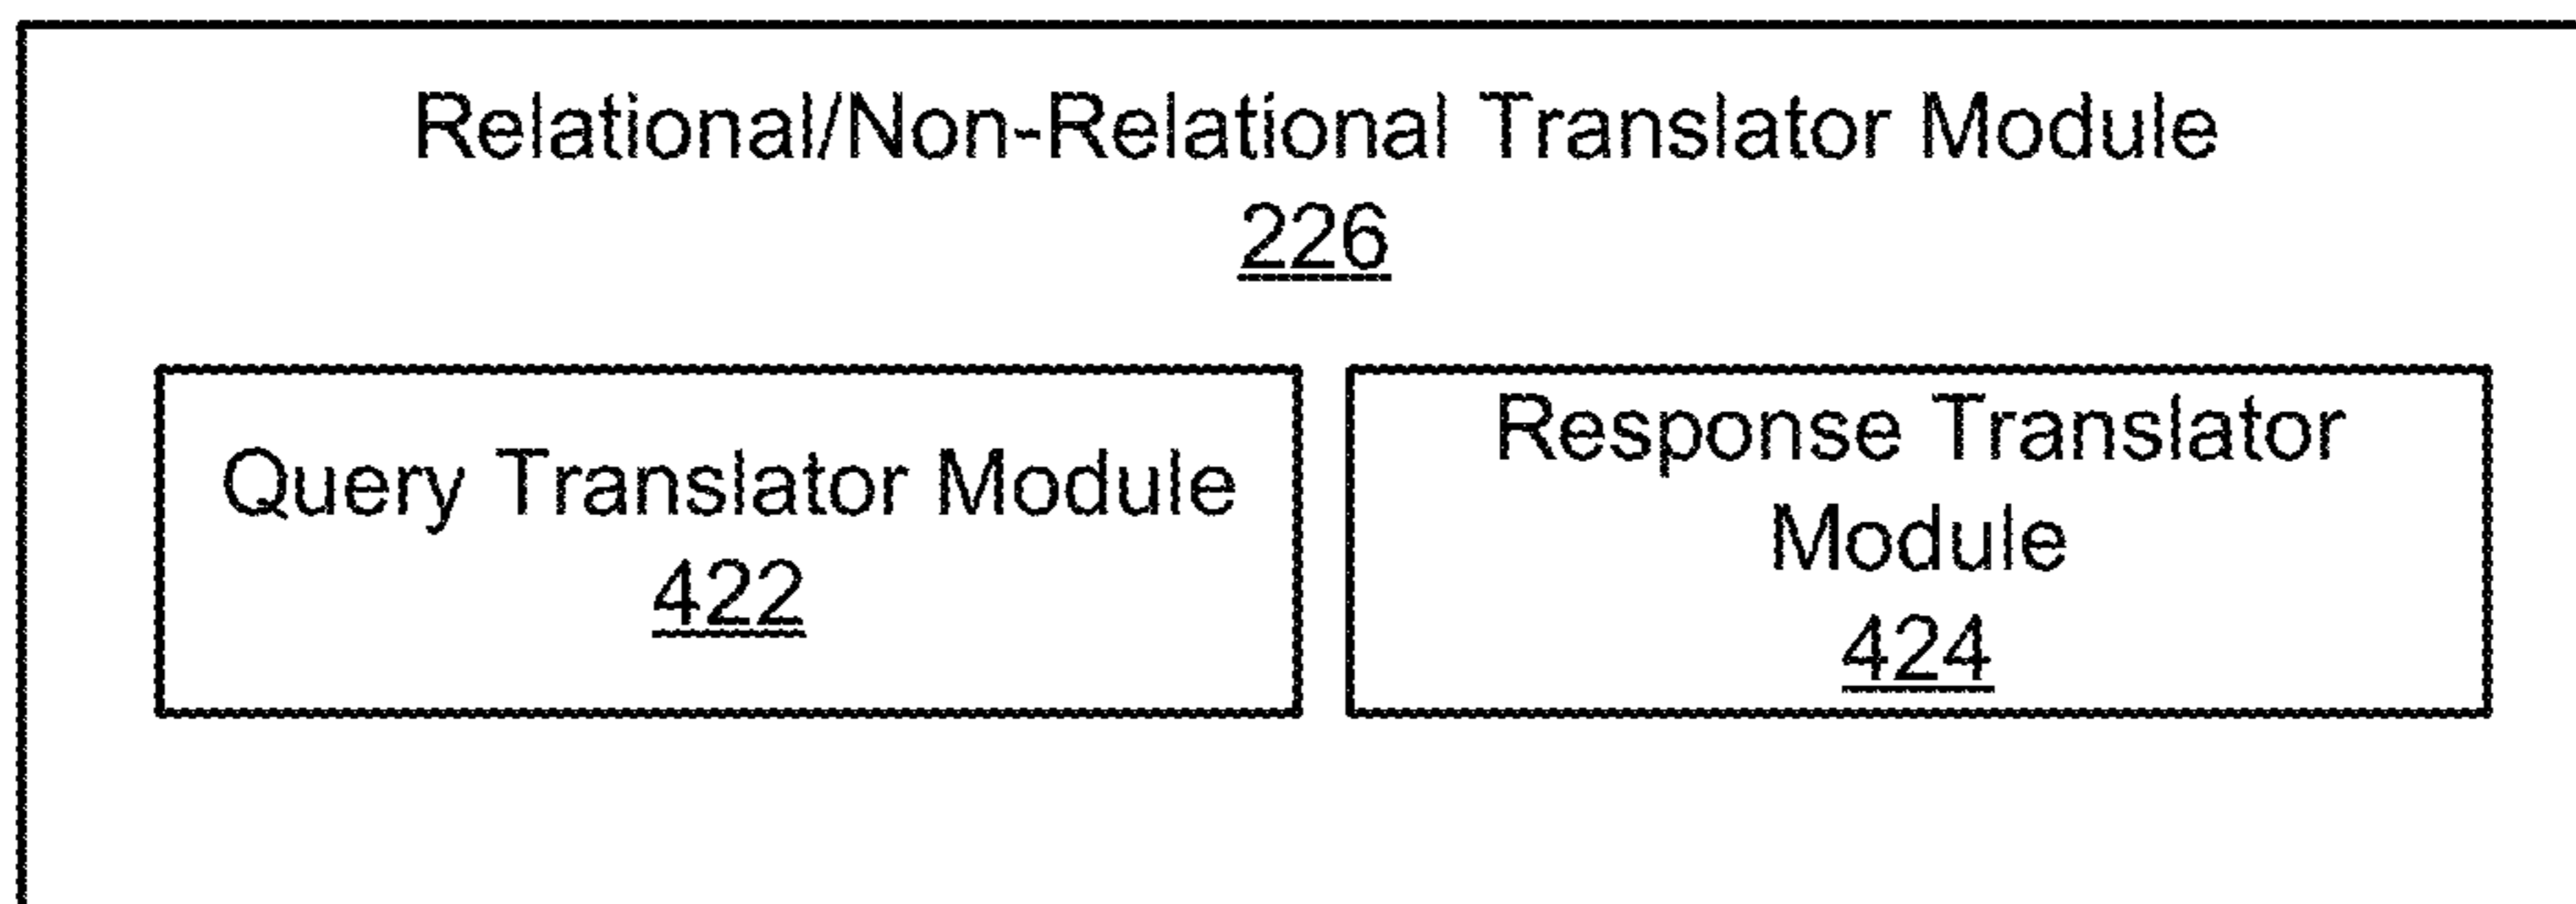 Relational/Non-Relational Translator Module
226
Query Translator Module
422
Response Translator
Module
424